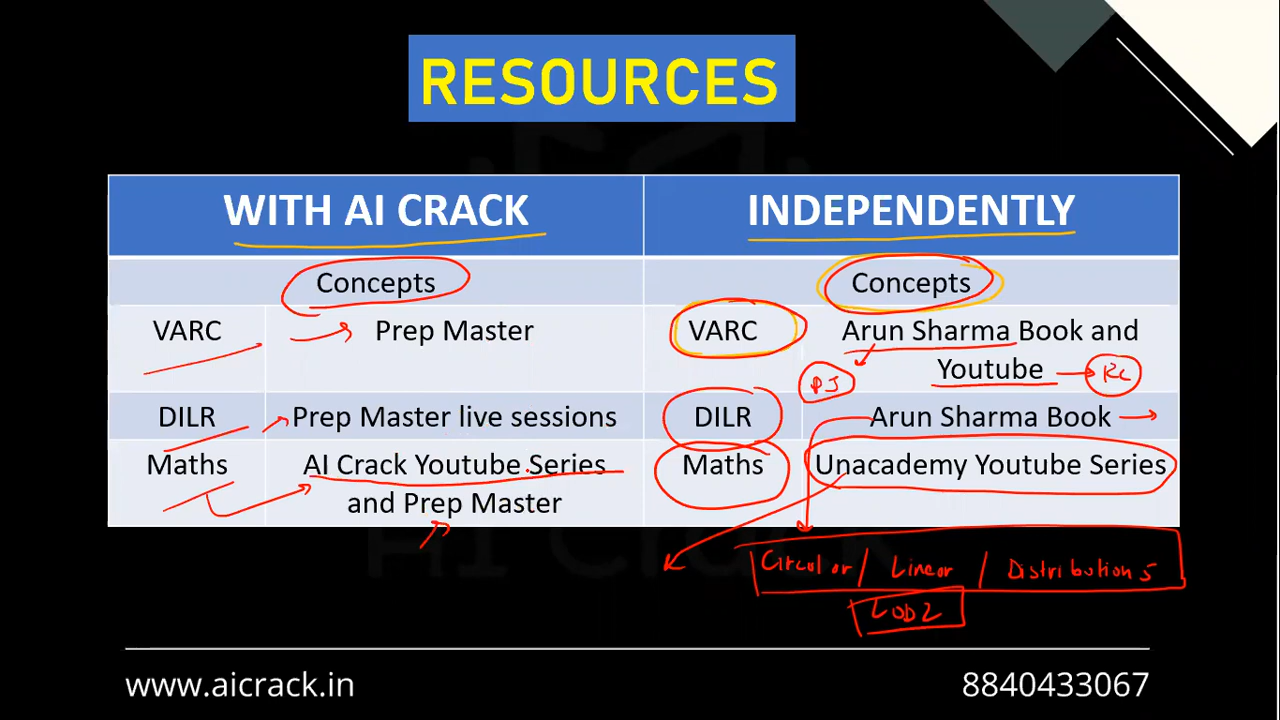 RESOURCES
WITH AI CRACK INDEPENDENTLY
Concepts Concepts
VARC Prep Master VARC Arun Sharma Book and
Youtube RC
PJ
DILR Prep Master live sessions DILR Arun Sharma Book
Maths AI Crack Youtube Series Maths Unacademy Youtube Series
and Prep Master
Circular / Linear / Distributions
LOD2
www.aicrack.in 8840433067